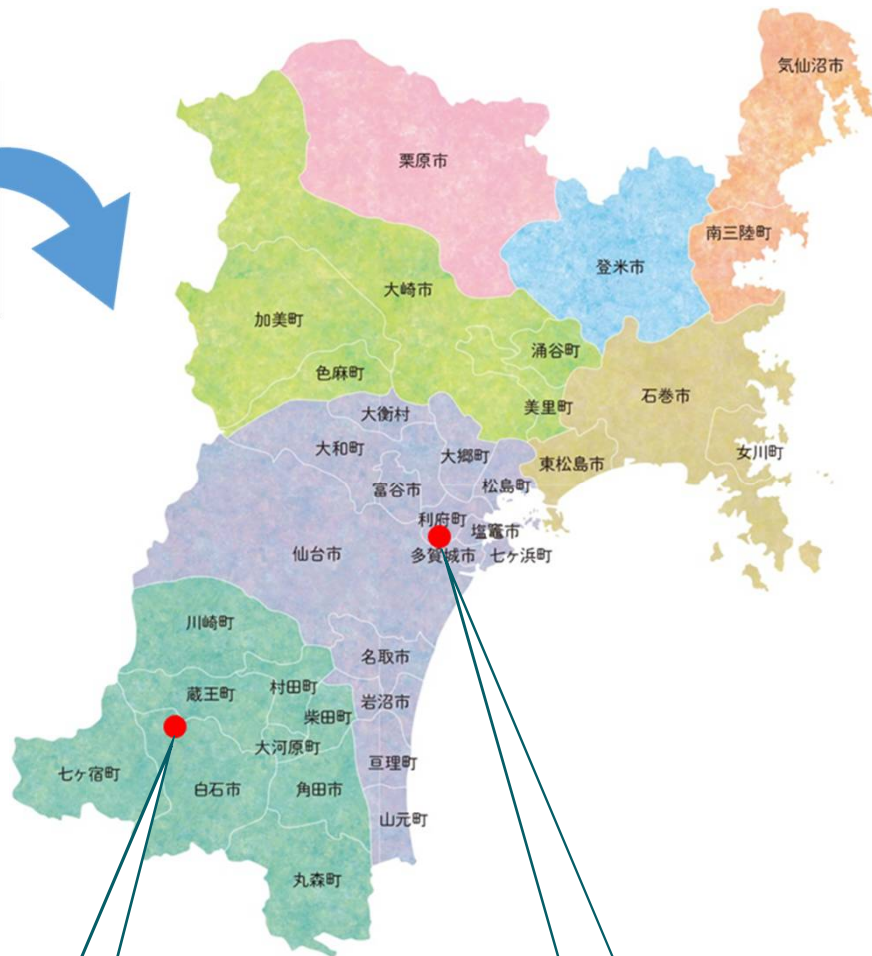 気仙沼市
栗原市
南三陸町
登米市
大崎市
加美町
涌谷町
色麻町
石巻市
美里町
大衡村
大和町
大郷町
女川町
東松島市
富谷市
松島町
利府町
塩竈市
仙台市
多賀城市
七ヶ浜町
川崎町
名取市
村田町
蔵王町
岩沼市
柴田町
大河原町
亘理町
七ヶ宿町
白石市
角田市
山元町
丸森町